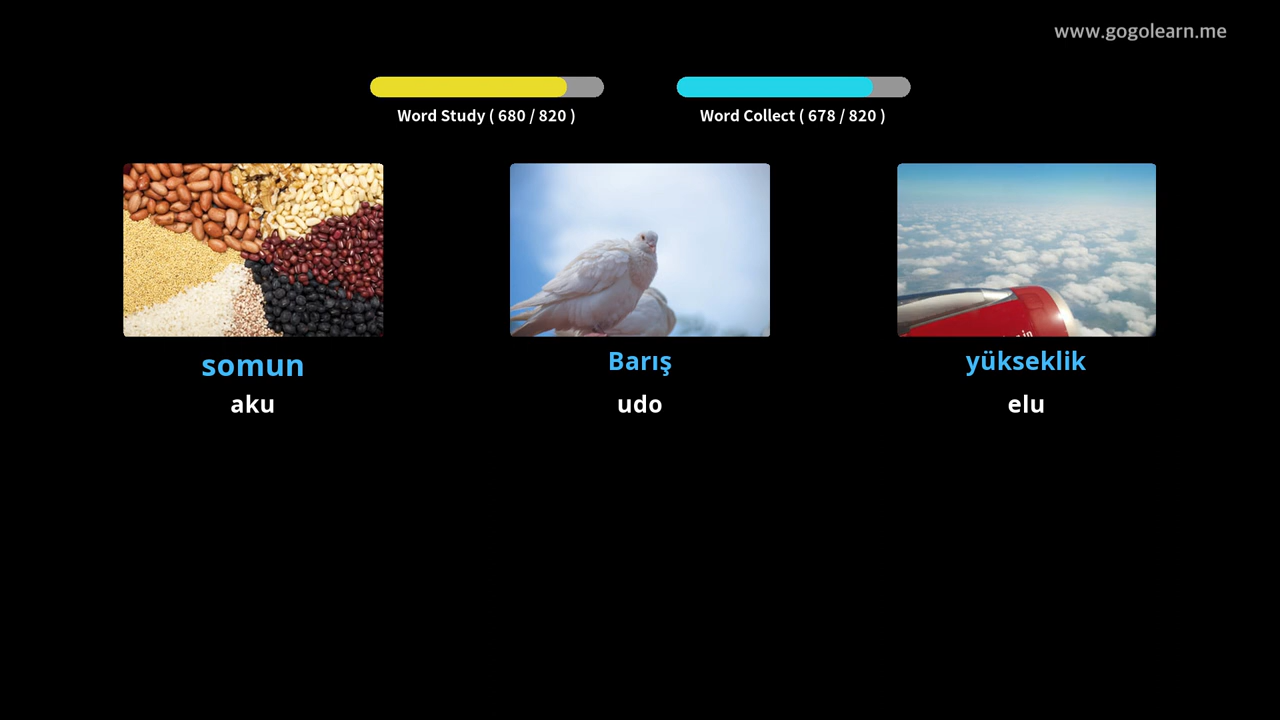 www.gogolearn.me
Word Study ( 680 / 820 )
Word Collect ( 678 / 820 )
somun
Barış
yükseklik
aku
udo
elu